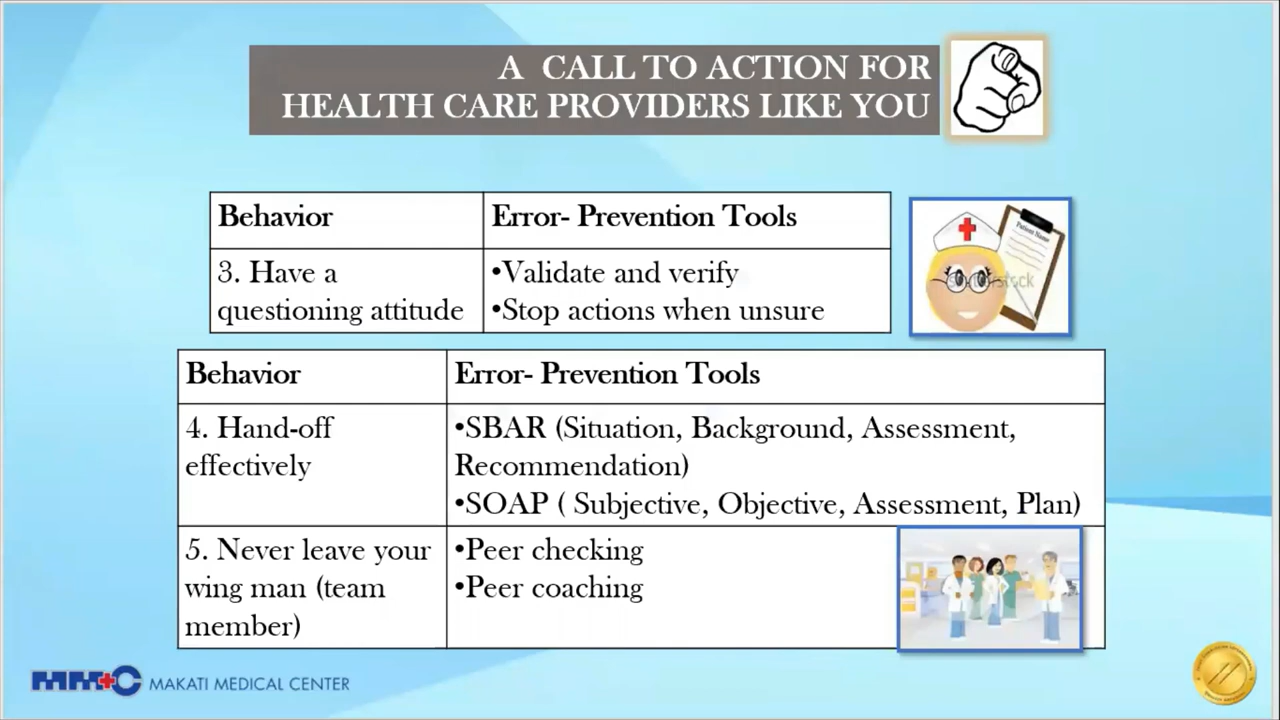 A CALL TO ACTION FOR
HEALTH CARE PROVIDERS LIKE YOU
Behavior
Error- Prevention Tools
3. Have a
questioning attitude
•Validate and verify
•Stop actions when unsure
Patient Name
Behavior
Error- Prevention Tools
4. Hand-off
effectively
•SBAR (Situation, Background, Assessment,
Recommendation)
•SOAP ( Subjective, Objective, Assessment, Plan)
5. Never leave your
wing man (team
member)
•Peer checking
•Peer coaching
MMC MAKATI MEDICAL CENTER